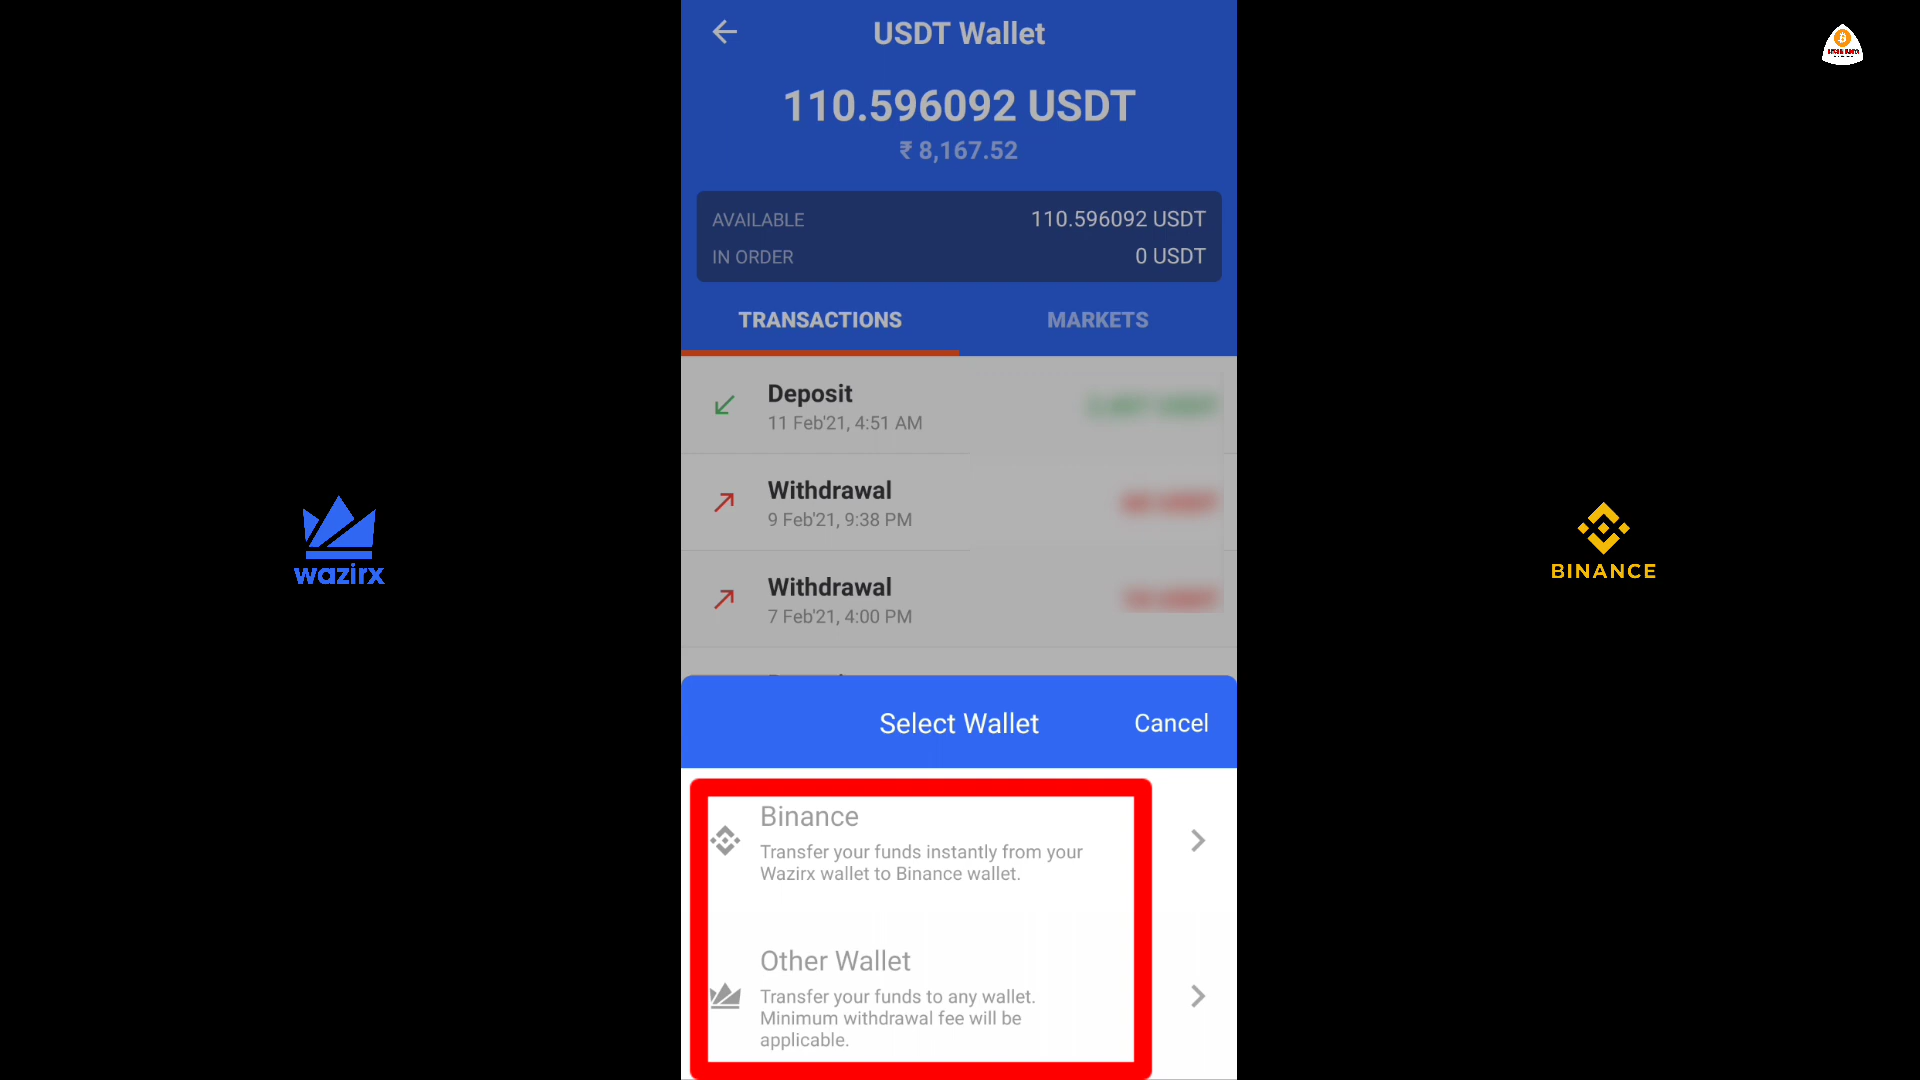 USDT Wallet
110.596092 USDT
₹ 8,167.52
AVAILABLE 110.596092 USDT
IN ORDER 0 USDT
TRANSACTIONS MARKETS
Deposit
11 Feb'21, 4:51 AM
Withdrawal
9 Feb'21, 9:38 PM
Withdrawal
7 Feb'21, 4:00 PM
Select Wallet Cancel
Binance
Transfer your funds instantly from your
Wazirx wallet to Binance wallet.
Other Wallet
Transfer your funds to any wallet.
Minimum withdrawal fee will be
applicable.
wazirx
BINANCE